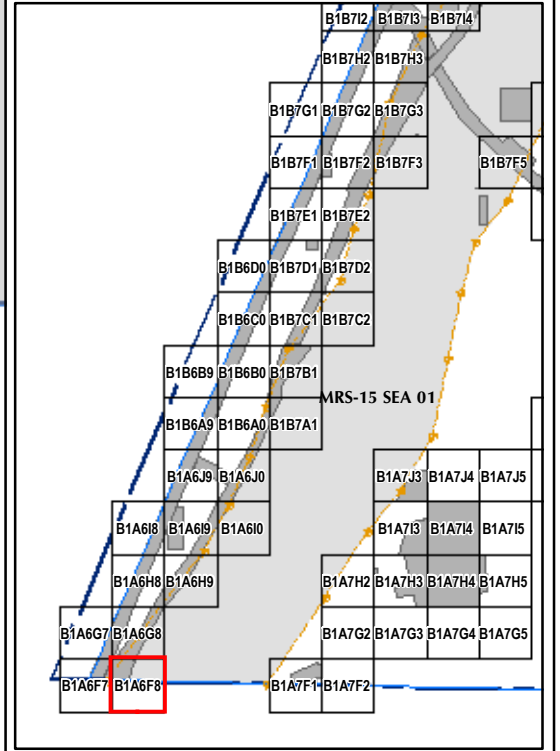 B1B7I2 B1B7I3 B1B7I4
B1B7H2 B1B7H3
B1B7G1 B1B7G2 B1B7G3
B1B7F1 B1B7F2 B1B7F3 B1B7F5
B1B7E1 B1B7E2
B1B6D0 B1B7D1 B1B7D2
B1B6C0 B1B7C1 B1B7C2
B1B6B9 B1B6B0 B1B7B1
MRS-15 SEA 01
B1B6A9 B1B6A0 B1B7A1
B1A6J9 B1A6J0 B1A7J3 B1A7J4 B1A7J5
B1A6I8 B1A6I9 B1A6I0 B1A7I3 B1A7I4 B1A7I5
B1A6H8 B1A6H9 B1A7H2 B1A7H3 B1A7H4 B1A7H5
B1A6G7 B1A6G8 B1A7G2 B1A7G3 B1A7G4 B1A7G5
B1A6F7 B1A6F8 B1A7F1 B1A7F2